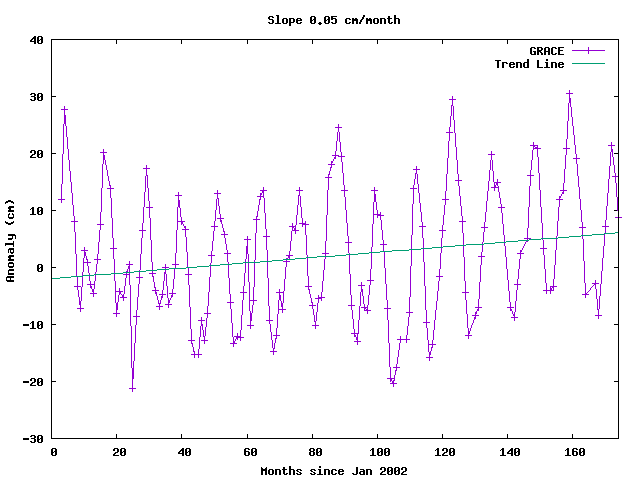 Slope 0.05 cm/month
GRACE
Trend Line
Anomaly (cm)
40
30
20
10
0
-10
-20
-30
0 20 40 60 80 100 120 140 160
Months since Jan 2002